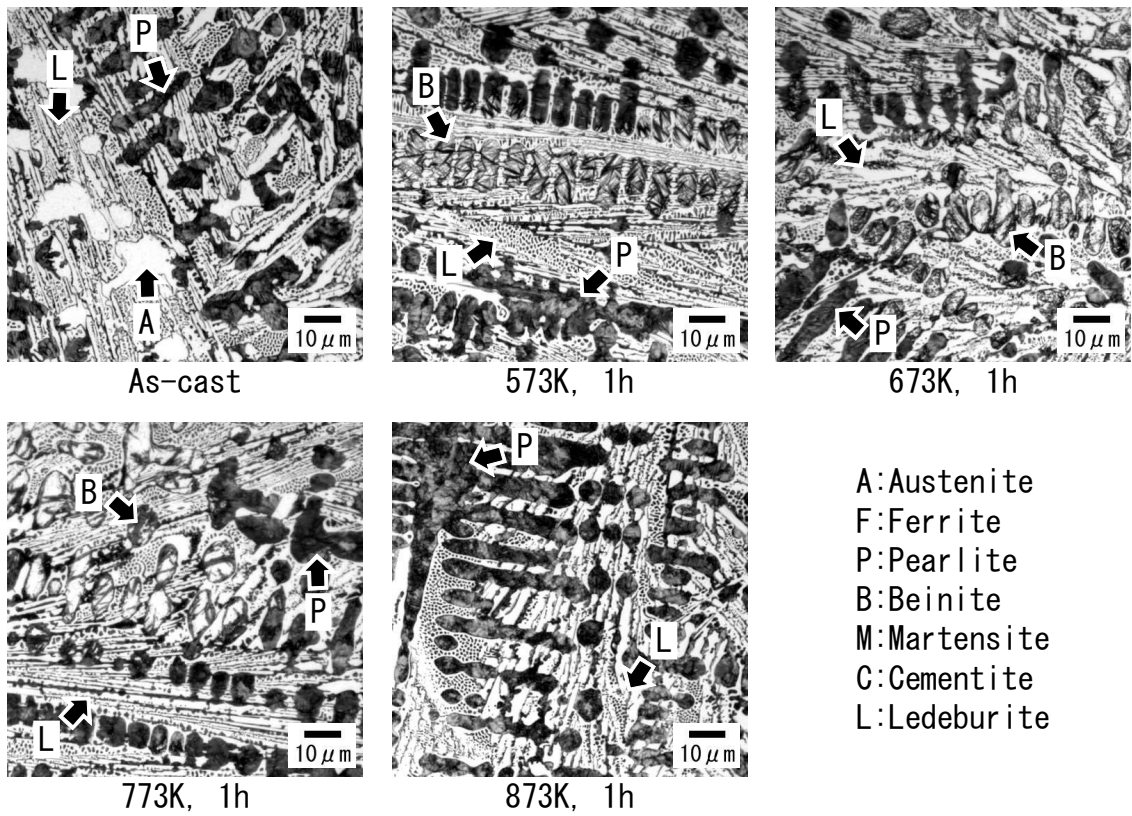 P
L
A
10μm
As-cast
B
L
P
10μm
573K, 1h
L
B
P
10μm
673K, 1h
B
P
L
10μm
773K, 1h
P
L
10μm
873K, 1h
A:Austenite
F:Ferrite
P:Pearlite
B:Beinite
M:Martensite
C:Cementite
L:Ledeburite